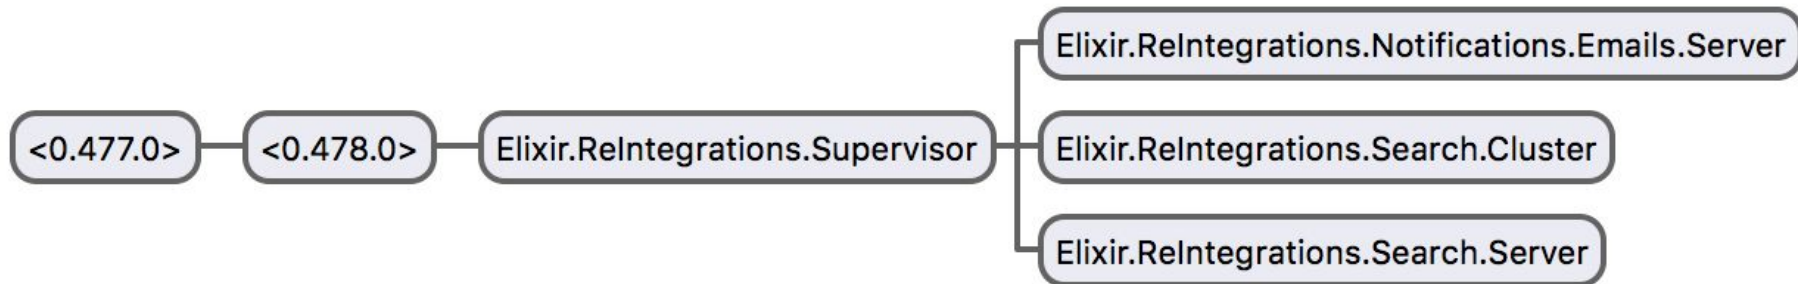 Elixir.ReIntegrations.Notifications.Emails.Server
<0.477.0>
<0.478.0>
Elixir.ReIntegrations.Supervisor
Elixir.ReIntegrations.Search.Cluster
Elixir.ReIntegrations.Search.Server